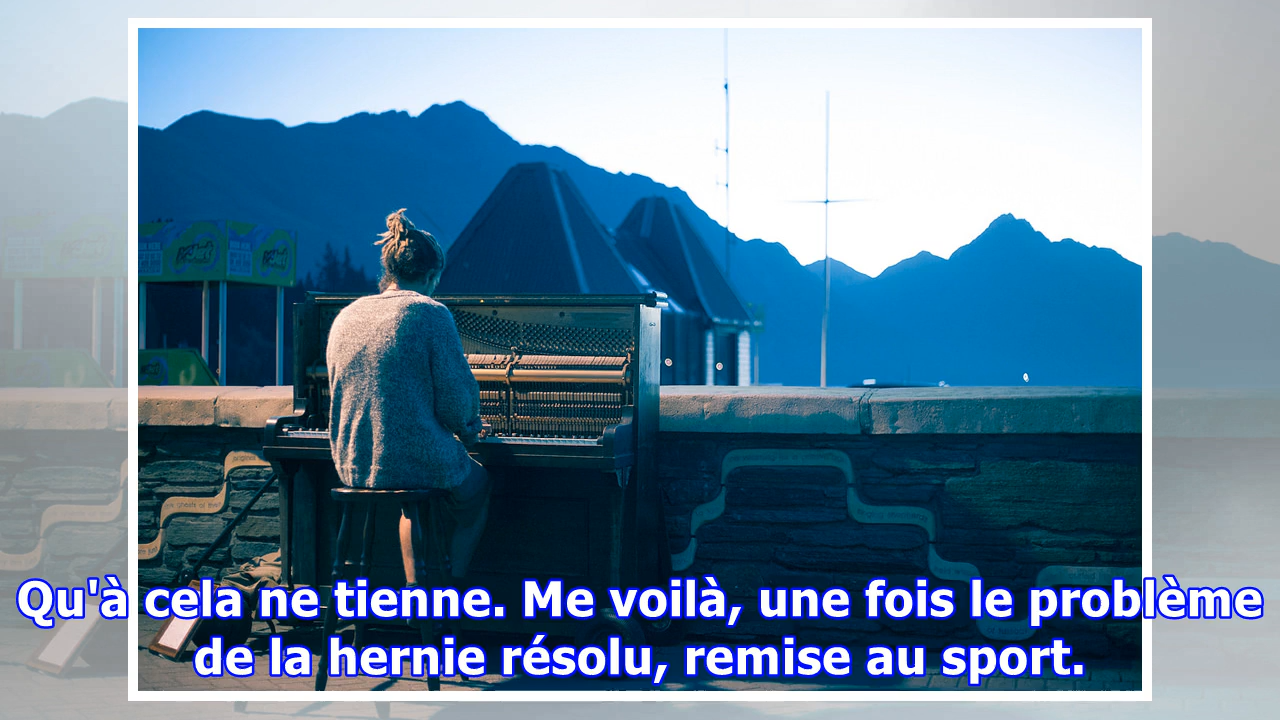 Qu'à cela ne tienne. Me voilà, une fois le problème
de la hernie résolu, remise au sport.